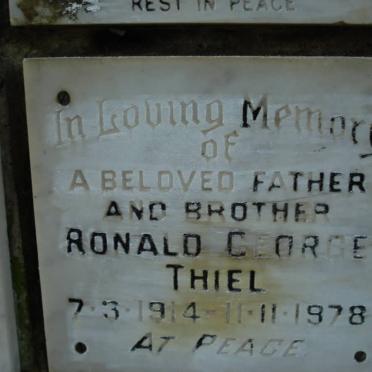 REST IN PEACE
In Loving Memory
of
A BELOVED FATHER
AND BROTHER
RONALD GEORGE
THIEL
7·3·1914-11·11·1978
AT PEACE